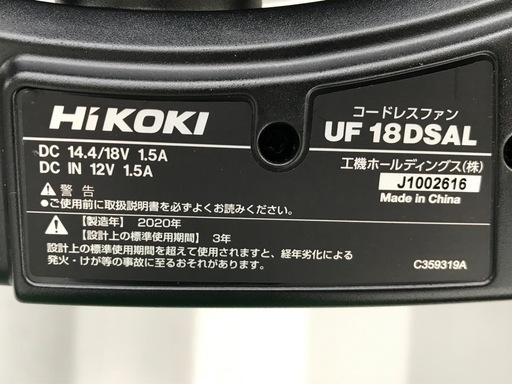 HiKOKI
コードレスファン
UF 18DSAL
DC 14.4/18V 1.5A
DC IN 12V 1.5A
工機ホールディングス(株)
J1002616
Made in China
警告
●ご使用前に取扱説明書を必ずよくお読みください。
【製造年】 2020年
【設計上の標準使用期間】 3年
設計上の標準使用期間を超えて使用されますと、経年劣化による
発火・けが等の事故に至るおそれがあります。
C359319A